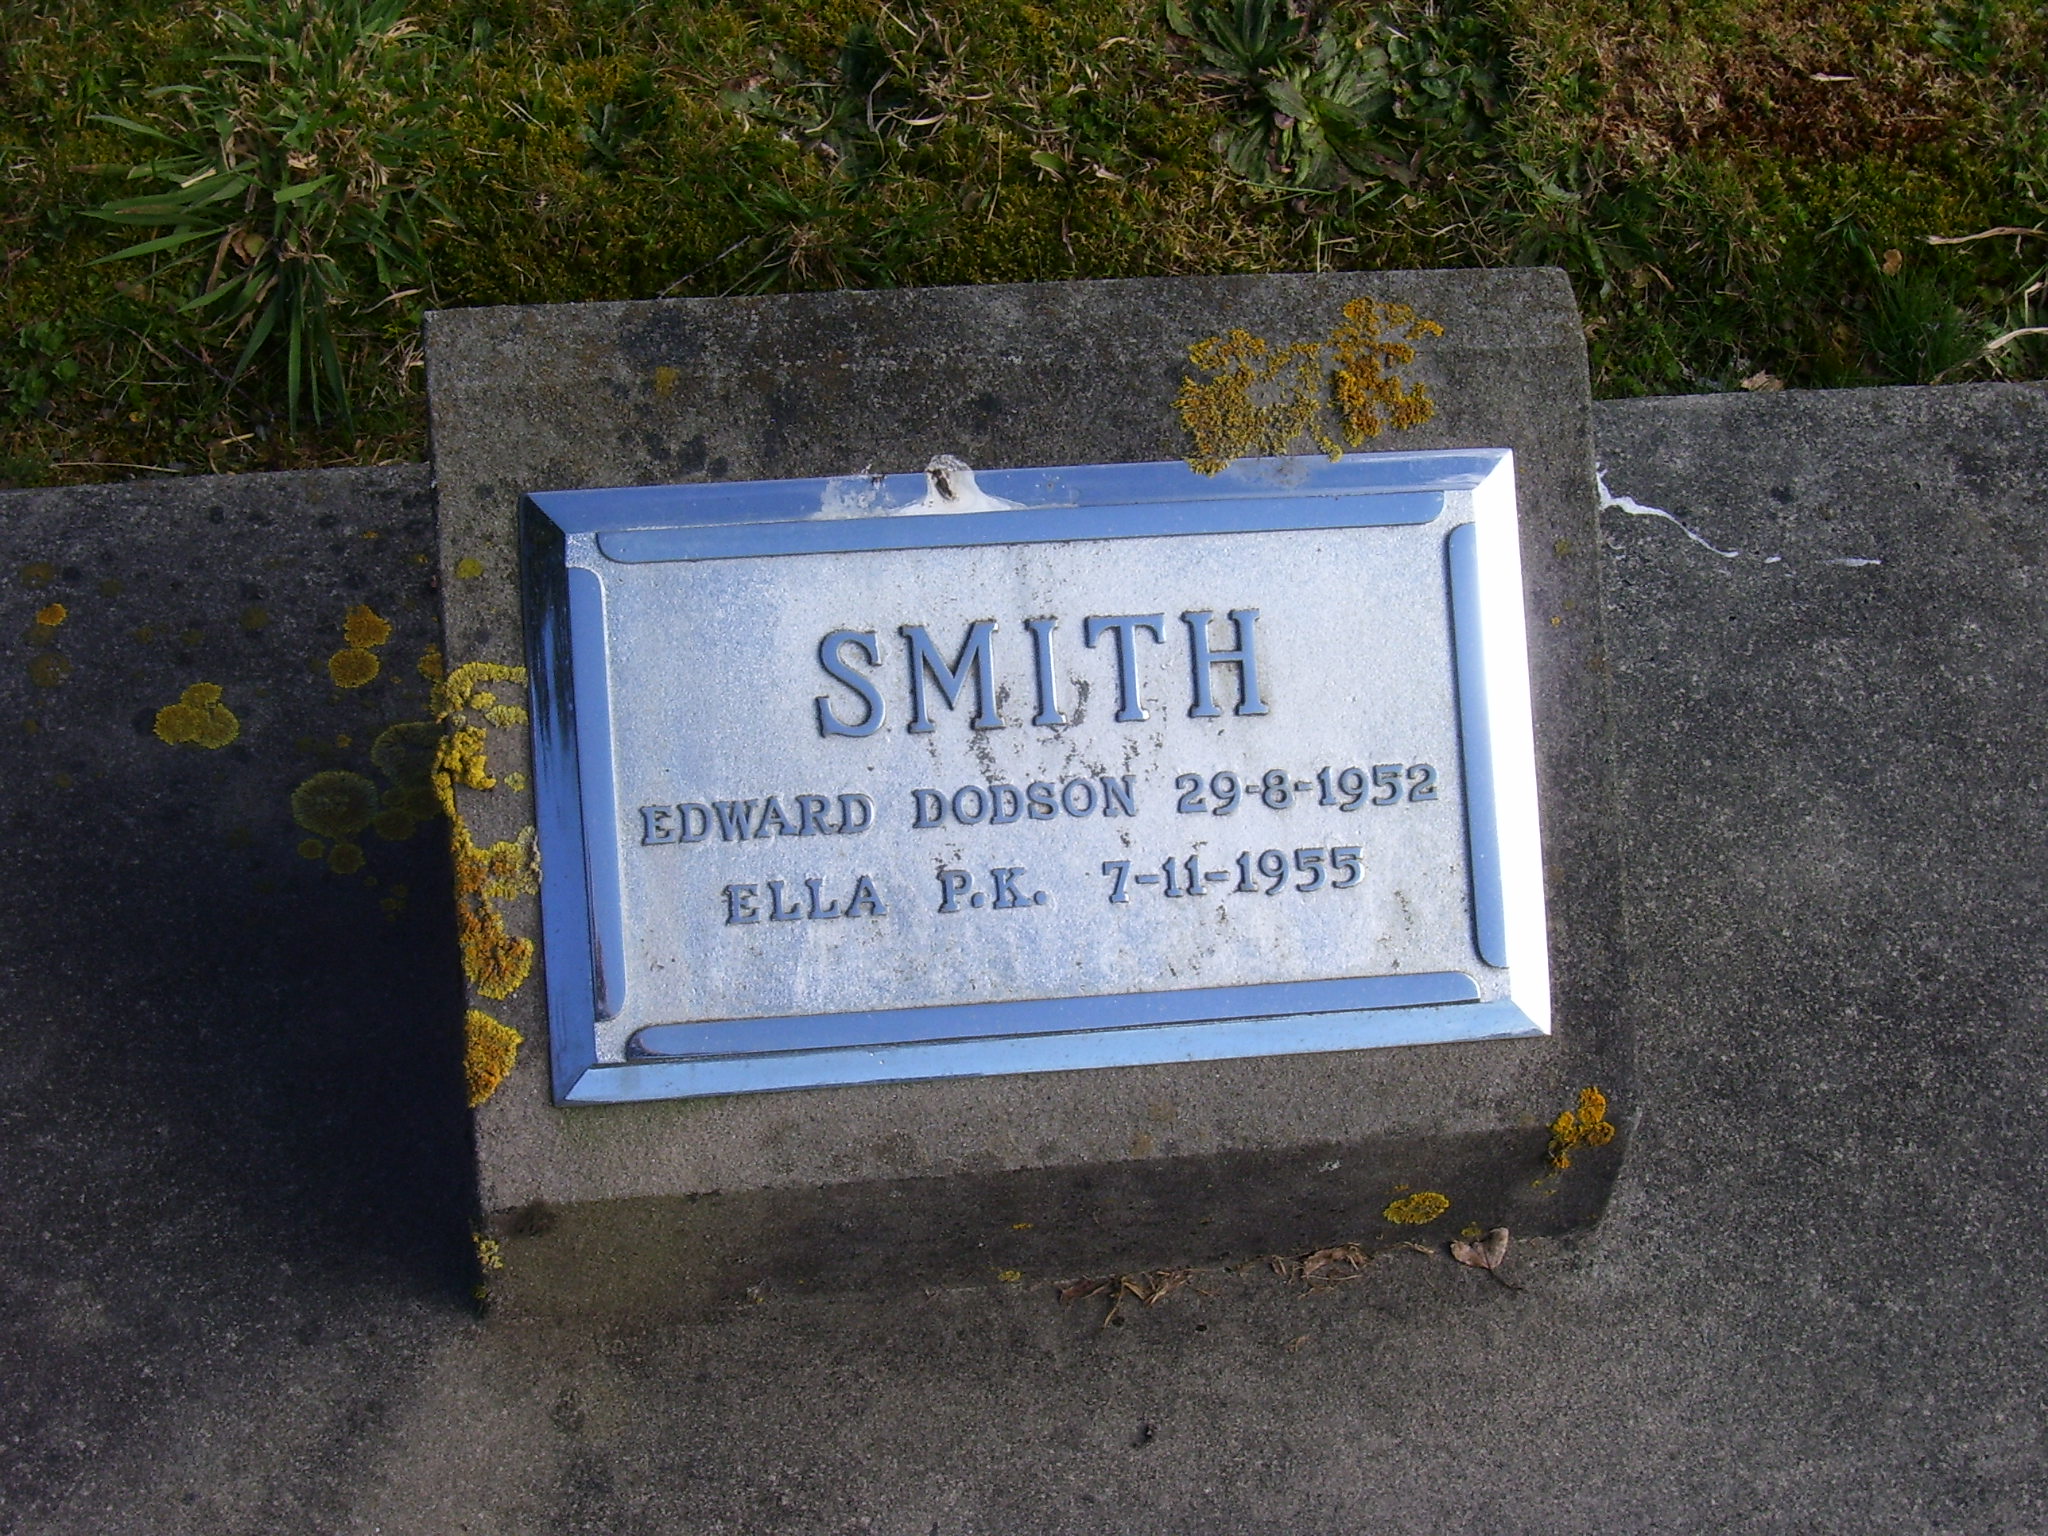 SMITH
EDWARD DODSON 29-8-1952
ELLA P.K. 7-11-1955